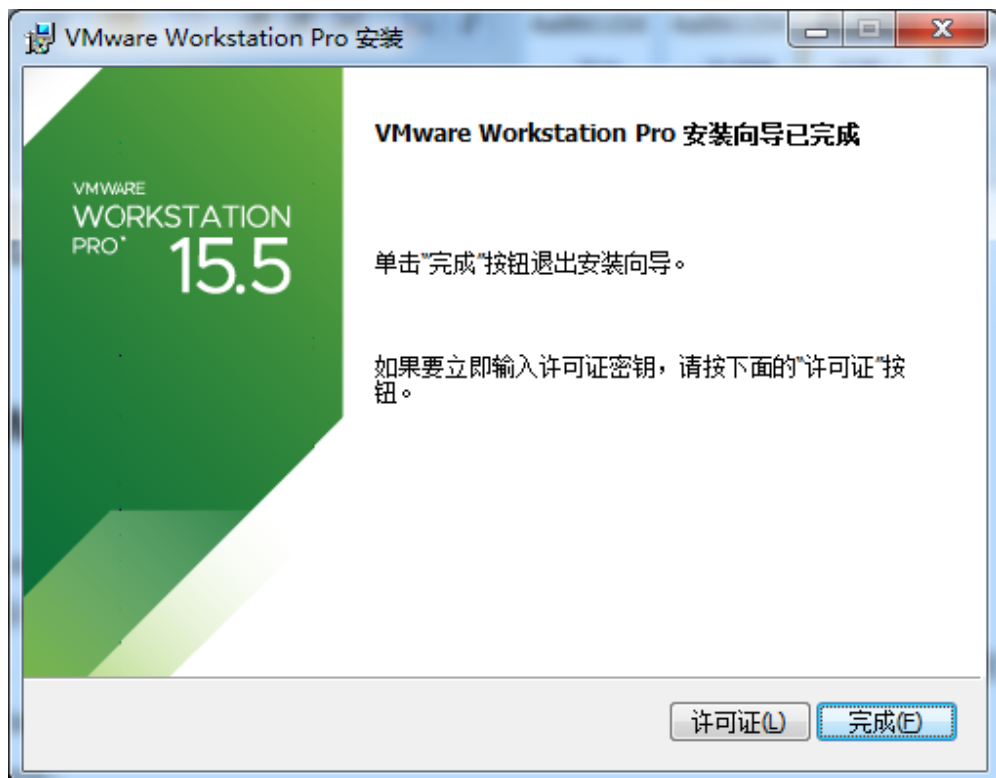 VMware Workstation Pro 安装
VMware Workstation Pro 安装向导已完成
VMWARE
WORKSTATION
PRO
15.5
单击"完成"按钮退出安装向导。
如果要立即输入许可证密钥，请按下面的"许可证"按
钮。
许可证(L)
完成(F)